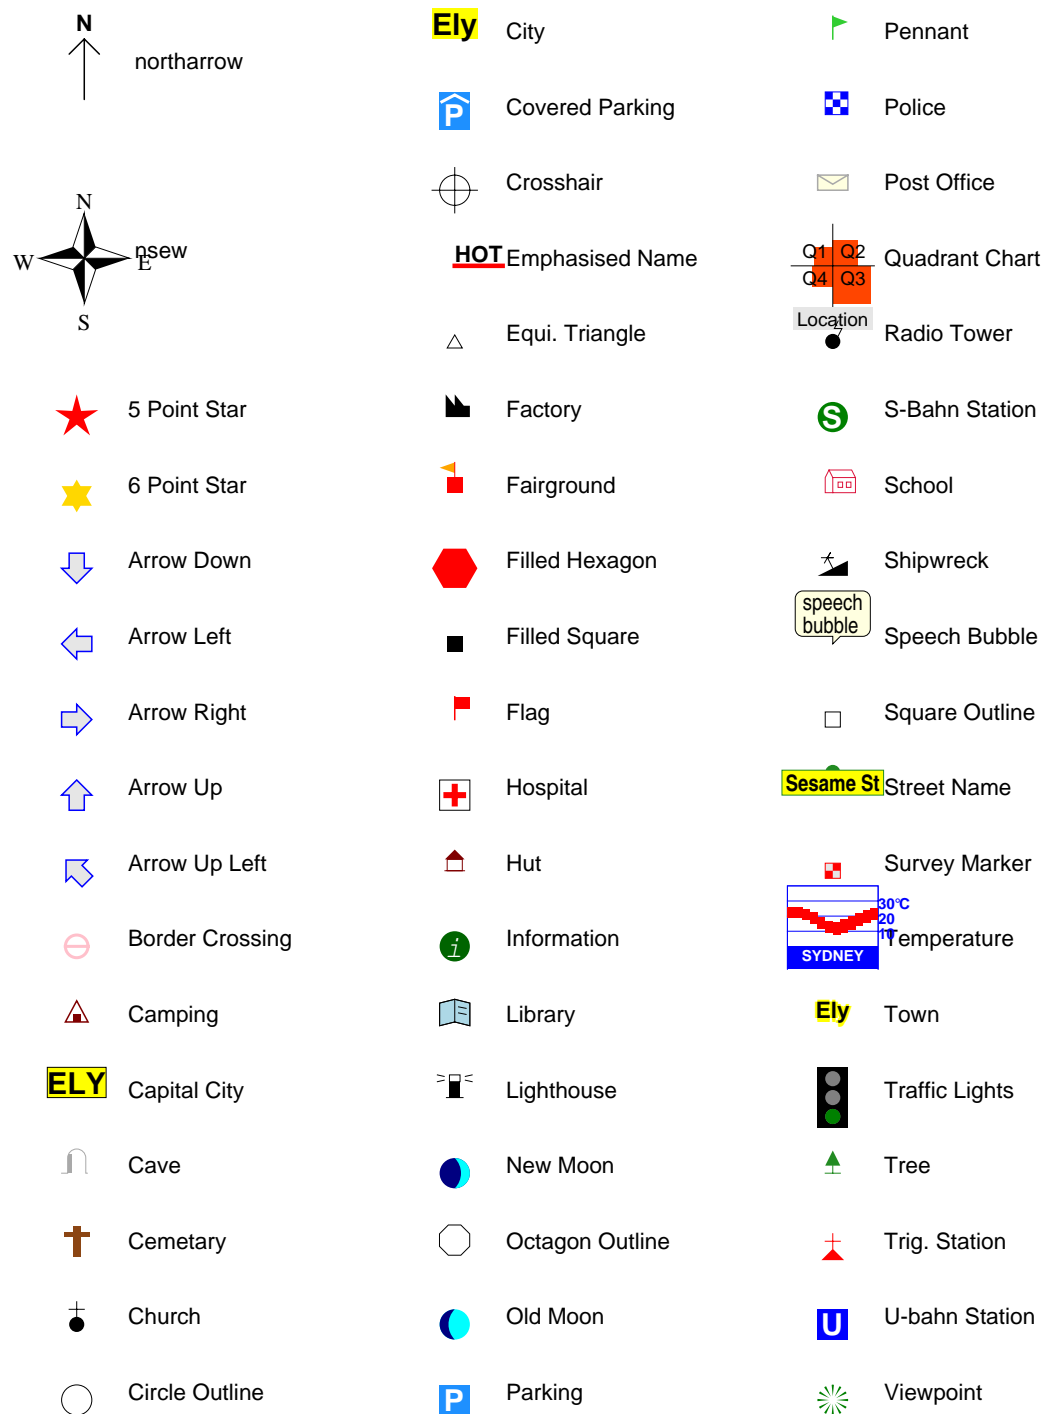 N
northarrow
N
W
E
S
nsew
5 Point Star
6 Point Star
Arrow Down
Arrow Left
Arrow Right
Arrow Up
Arrow Up Left
Border Crossing
Camping
ELY
Capital City
Cave
Cemetary
Church
Circle Outline
Ely
City
P
Covered Parking
Crosshair
HOT
Emphasised Name
Equi. Triangle
Factory
Fairground
Filled Hexagon
Filled Square
Flag
Hospital
Hut
i
Information
Library
Lighthouse
New Moon
Octagon Outline
Old Moon
P
Parking
Pennant
Police
Post Office
Q1 Q2
Q4 Q3
Location
Quadrant Chart
Radio Tower
S
S-Bahn Station
School
Shipwreck
speech
bubble
Speech Bubble
Square Outline
Sesame St
Street Name
Survey Marker
30°C
20
10
SYDNEY
Temperature
Ely
Town
Traffic Lights
Tree
Trig. Station
U
U-bahn Station
Viewpoint